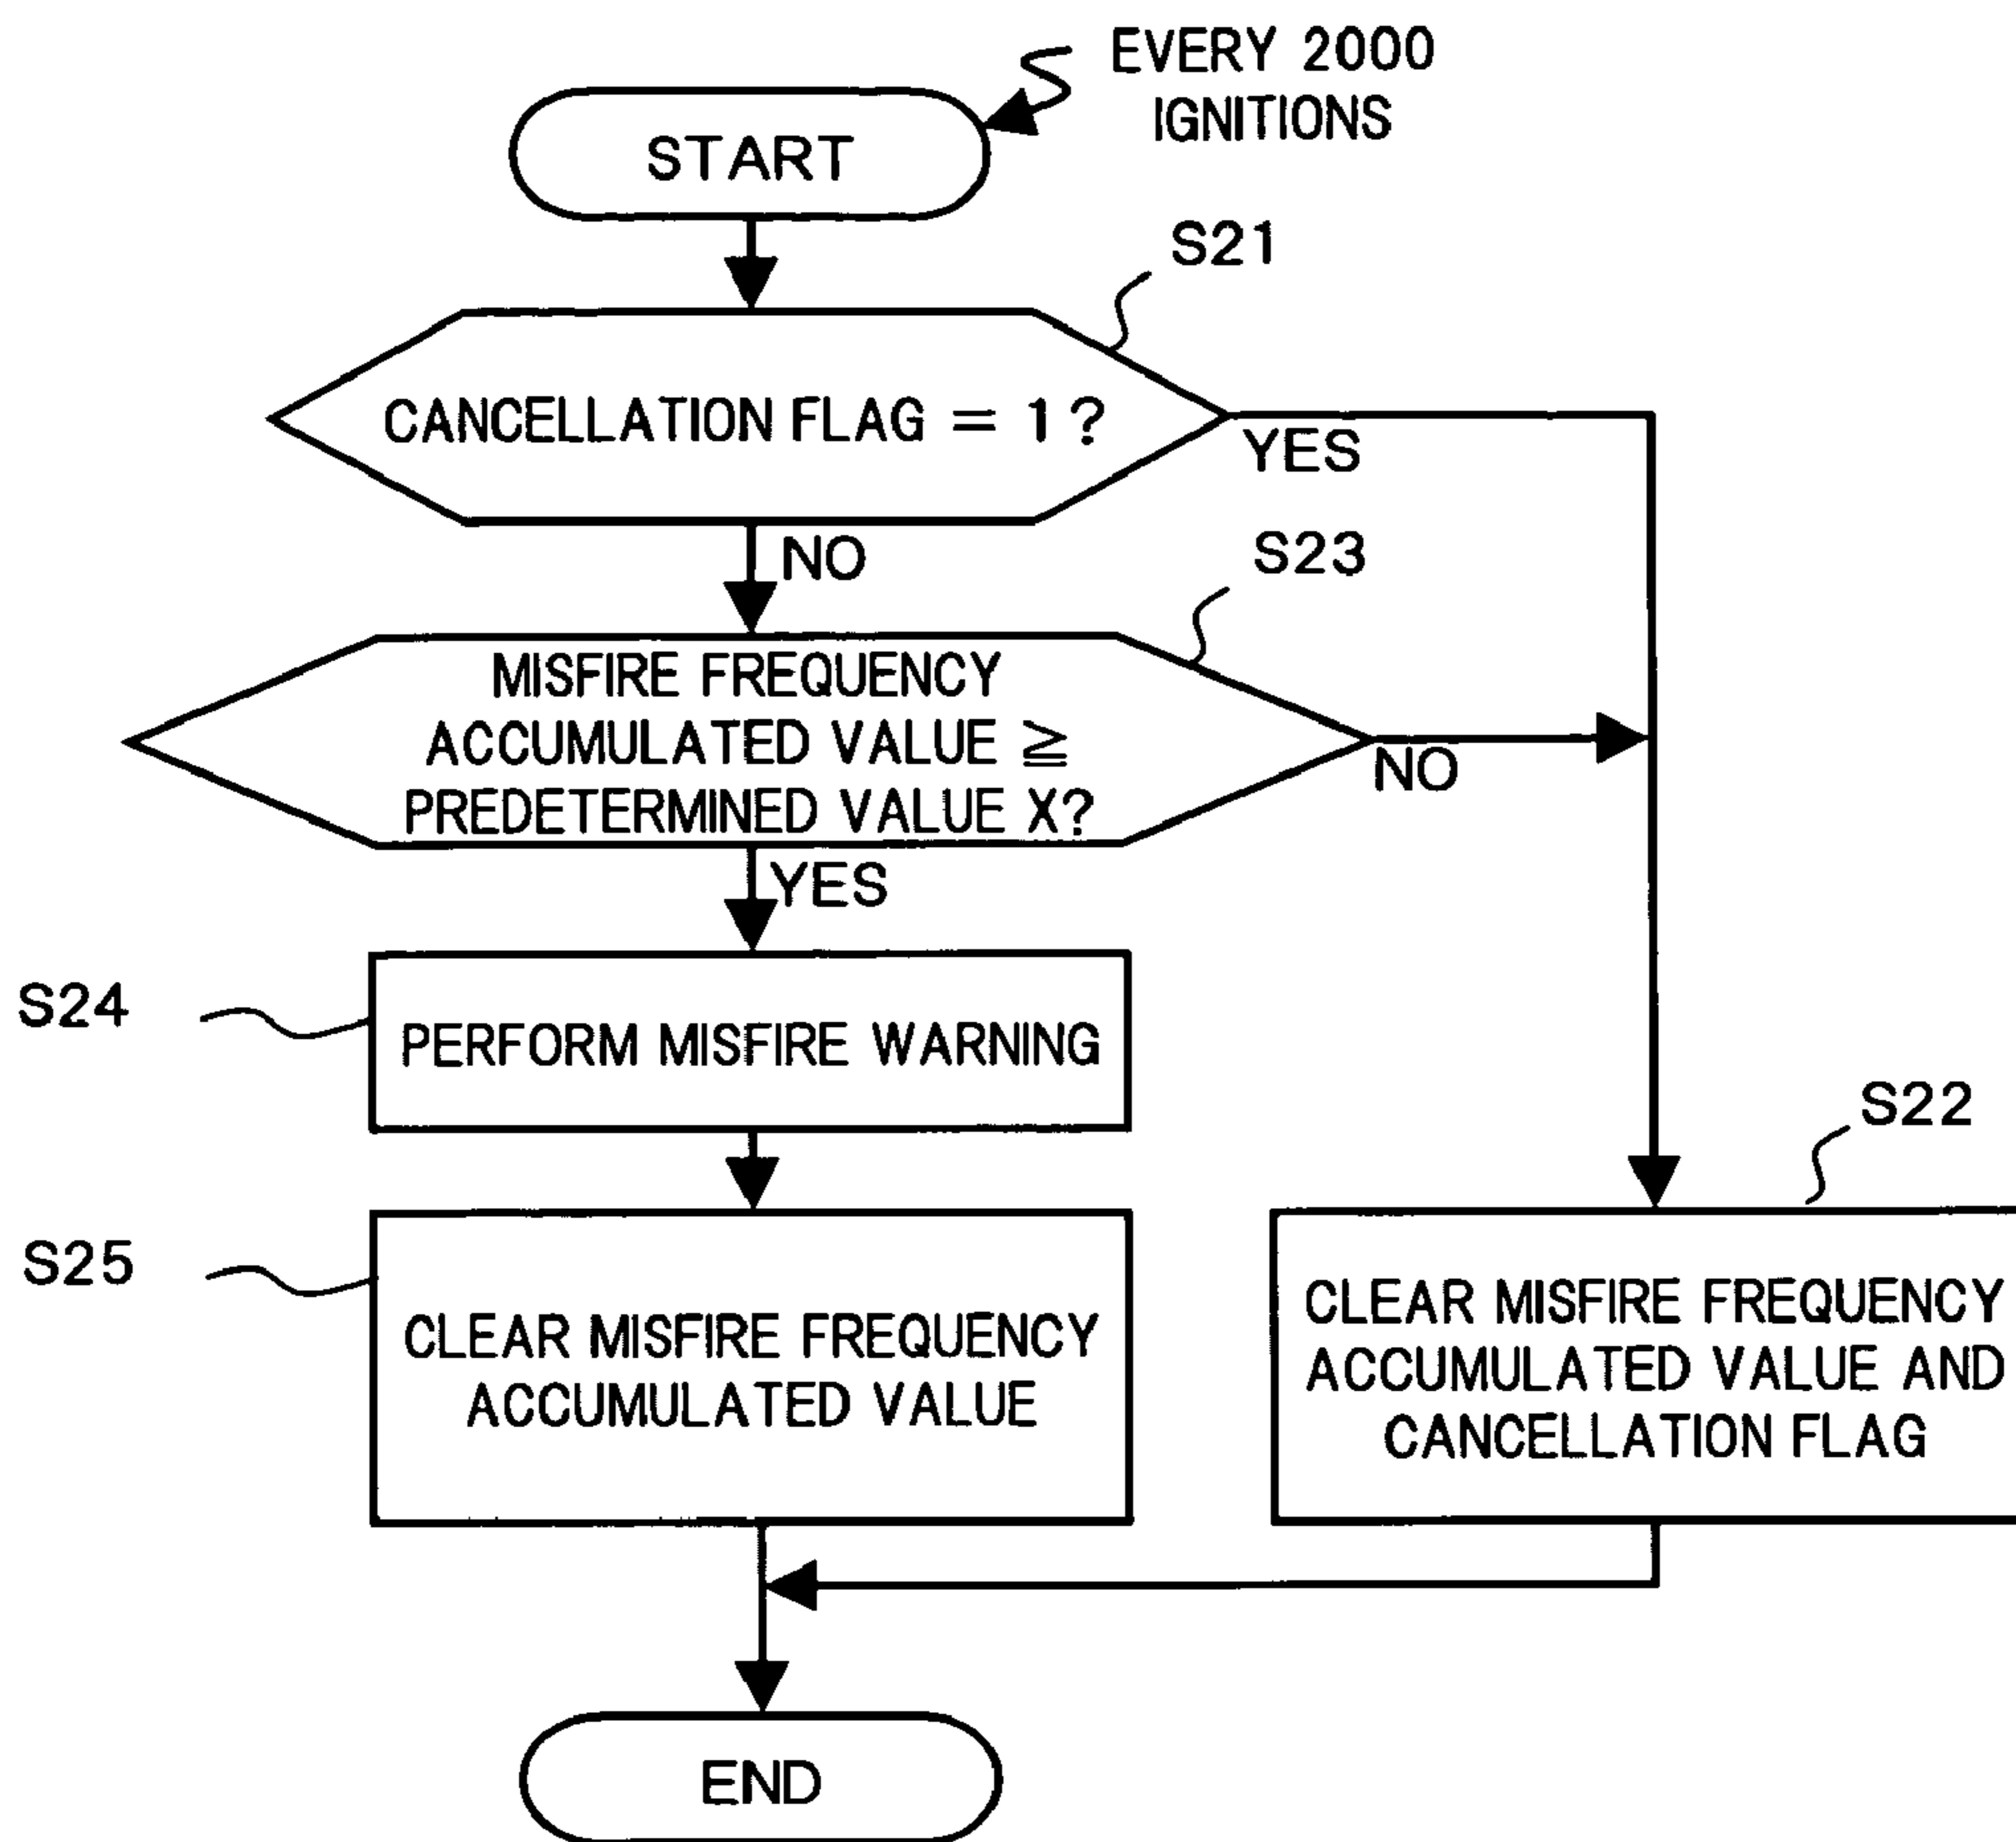 EVERY 2000
IGNITIONS
START
S21
CANCELLATION FLAG = 1?
YES
NO
S23
MISFIRE FREQUENCY
ACCUMULATED VALUE ≧
PREDETERMINED VALUE X?
NO
YES
S24
PERFORM MISFIRE WARNING
S22
S25
CLEAR MISFIRE FREQUENCY
ACCUMULATED VALUE
CLEAR MISFIRE FREQUENCY
ACCUMULATED VALUE AND
CANCELLATION FLAG
END